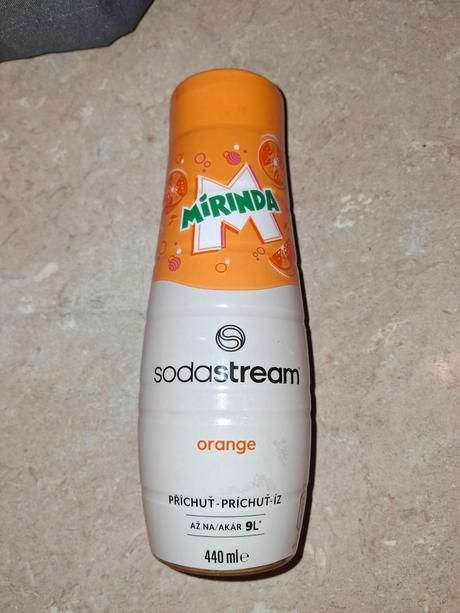 M
MiRINDA
sodastream
orange
PŘÍCHUŤ-PRÍCHUŤ-ÍZ
AŽ NA/AKÁR 9L*
440 ml ℮